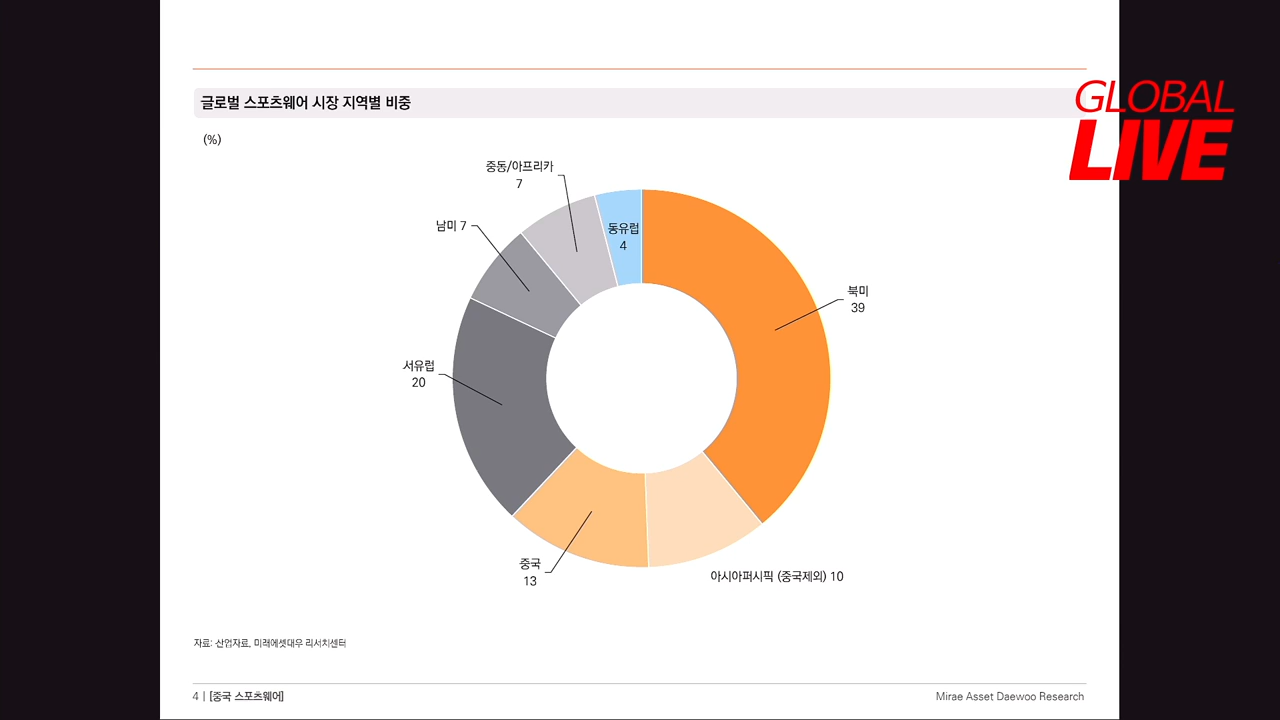 GLOBAL
LIVE
글로벌 스포츠웨어 시장 지역별 비중
(%)
중동/아프리카
7
남미 7
동유럽
4
북미
39
서유럽
20
중국
13
아시아퍼시픽 (중국제외) 10
자료: 산업자료, 미래에셋대우 리서치센터
4 | [중국 스포츠웨어]
Mirae Asset Daewoo Research